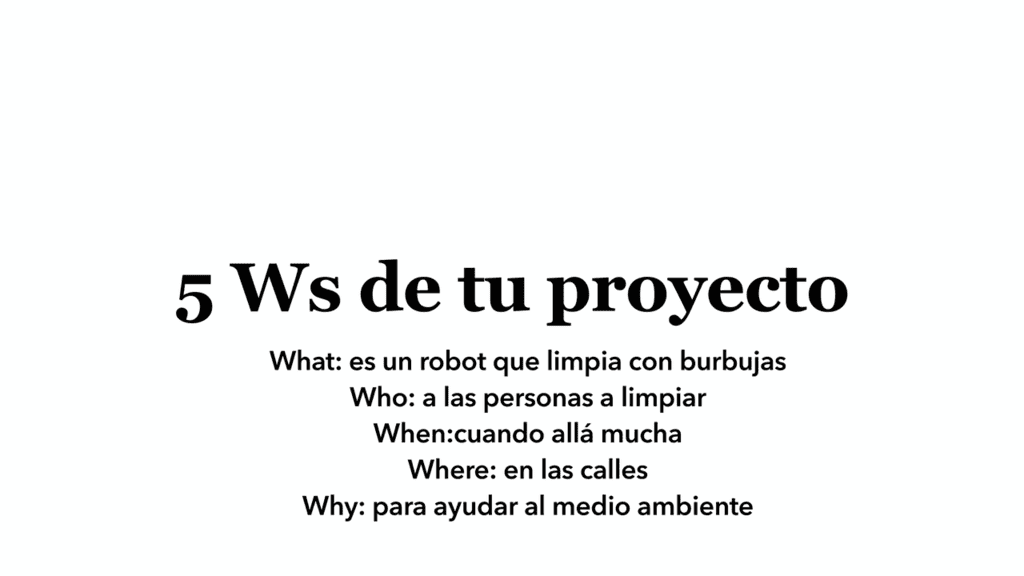 5 Ws de tu proyecto
What: es un robot que limpia con burbujas
Who: a las personas a limpiar
When:cuando allá mucha
Where: en las calles
Why: para ayudar al medio ambiente